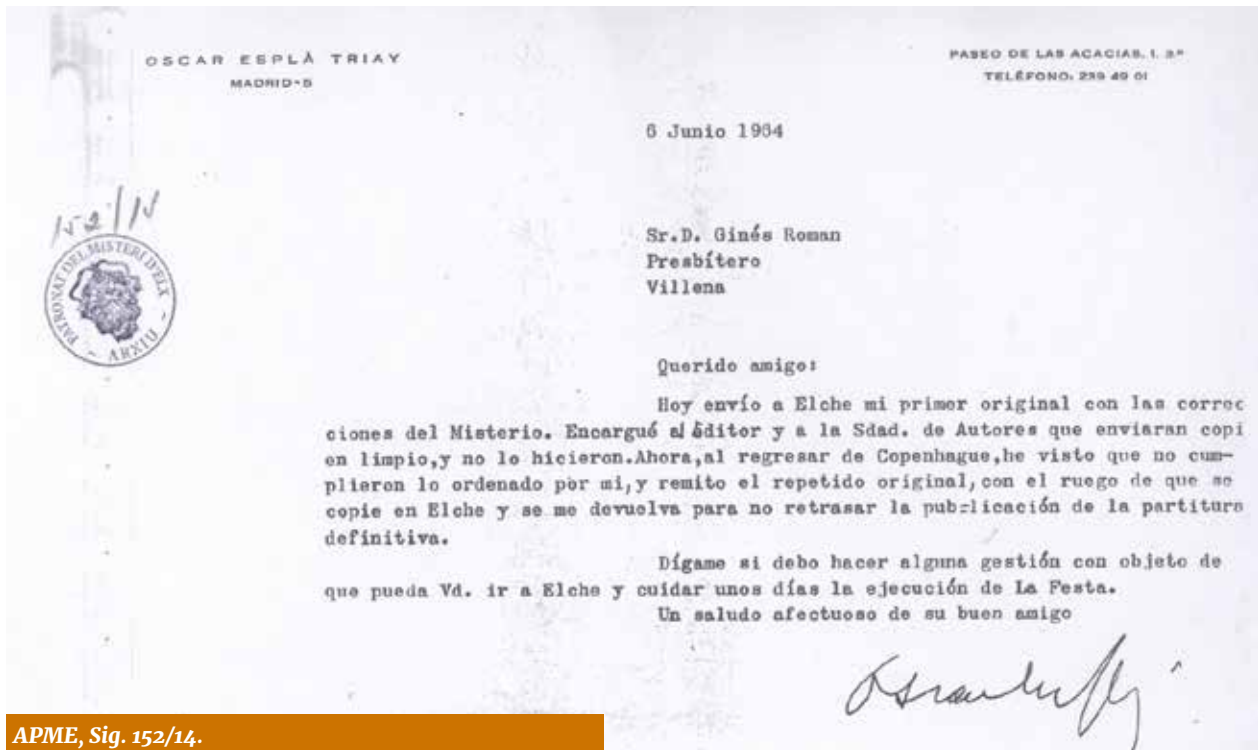 OSCAR ESPLÀ TRIAY
MADRID-5
PASEO DE LAS ACACIAS, 1, 3.º
TELÉFONO: 239 49 01
6 Junio 1964
152/14
PATRONAT DEL MISTERI D'ELX - ARXIU -
Sr.D. Ginés Roman
Presbítero
Villena
Querido amigo:
Hoy envío a Elche mi primer original con las correc
ciones del Misterio. Encargué al éditor y a la Sdad. de Autores que enviaran copi
en limpio,y no lo hicieron.Ahora,al regresar de Copenhague,he visto que no cum-
plieron lo ordenado por mi,y remito el repetido original,con el ruego de que se
copie en Elche y se me devuelva para no retrasar la publicación de la partitura
definitiva.
Dígame si debo hacer alguna gestión con objeto de
que pueda Vd. ir a Elche y cuidar unos días la ejecución de La Festa.
Un saludo afectuoso de su buen amigo
APME, Sig. 152/14.